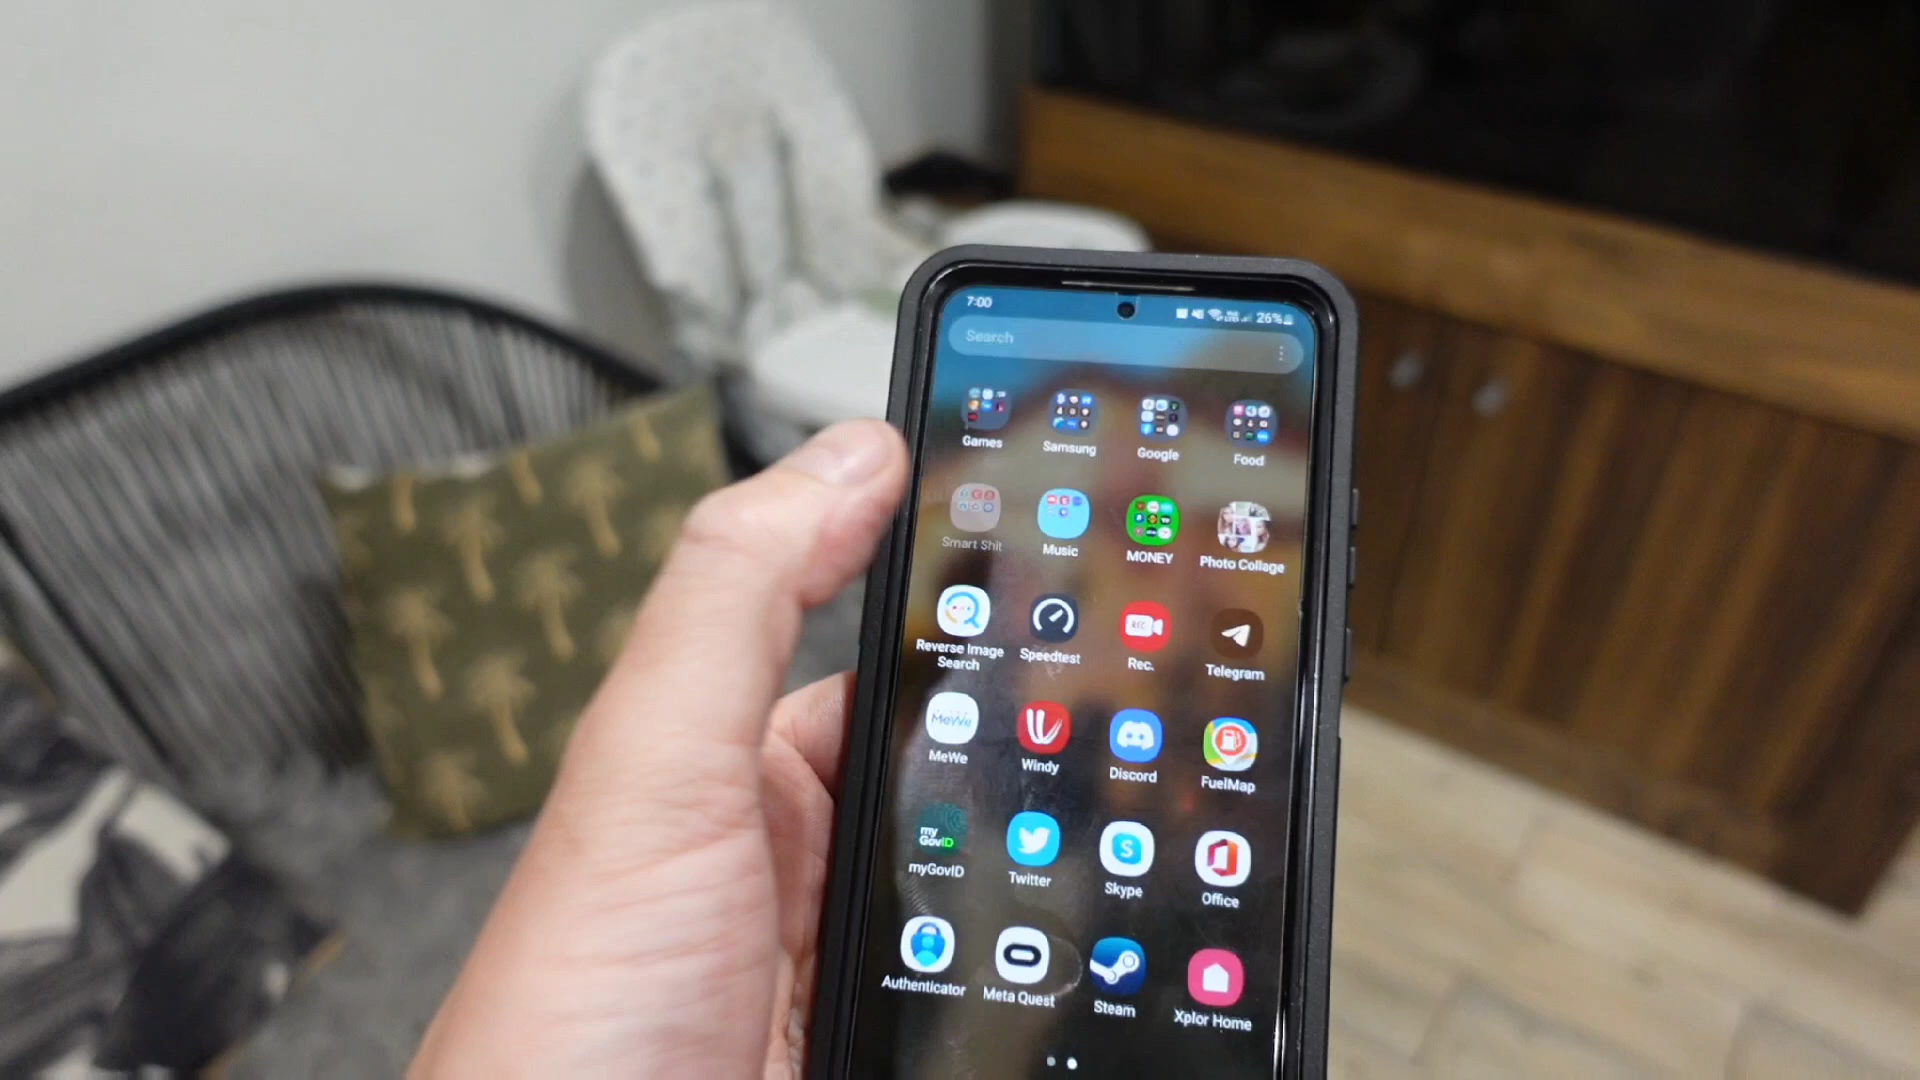 7:00
26%
Search
Games
Samsung
Google
Food
Smart Shit
Music
MONEY
Photo Collage
Reverse Image
Search
Speedtest
REC
Rec.
Telegram
MeWe
MeWe
Windy
Discord
FuelMap
my
GovID
myGovID
Twitter
S
Skype
Office
Authenticator
Meta Quest
Steam
Xplor Home